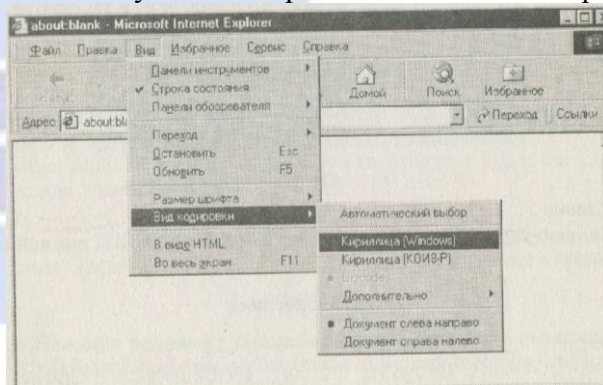 about:blank - Microsoft Internet Explorer
Файл Правка Вид Избранное Сервис Справка
Панели инструментов
Строка состояния
Панели обозревателя
Переход
Остановить Esc
Обновить F5
Размер шрифта
Вид кодировки
В виде HTML
Во весь экран F11
Домой Поиск Избранное
Адрес about:bla
Переход Ссылки
Автоматический выбор
Кириллица (Windows)
Кириллица (КОИ8-Р)
Unicode
Дополнительно
Документ слева направо
Документ справа налево